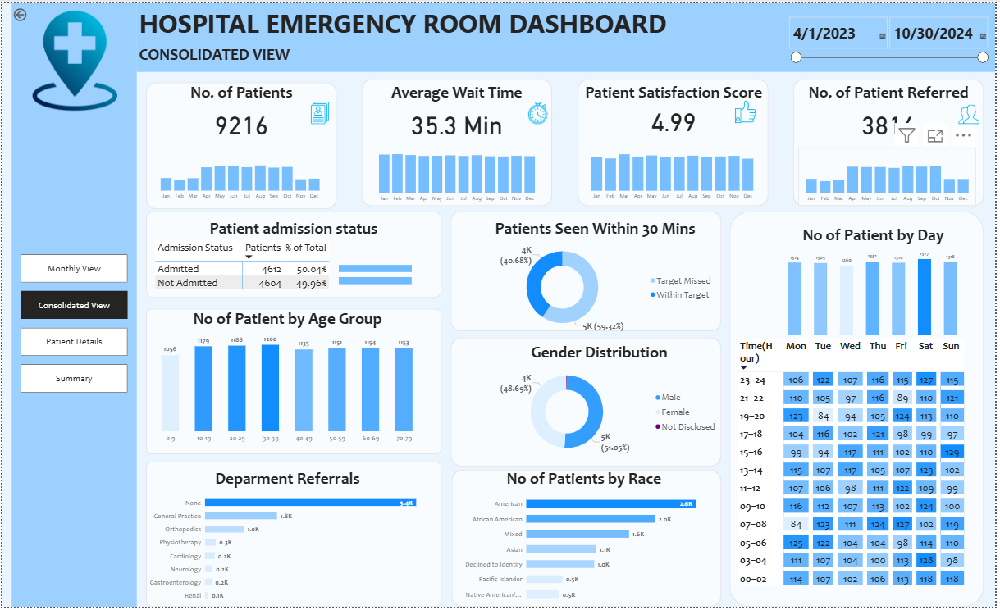 HOSPITAL EMERGENCY ROOM DASHBOARD
CONSOLIDATED VIEW
4/1/2023
10/30/2024
Monthly View
Consolidated View
Patient Details
Summary
No. of Patients
9216
Jan Feb Mar Apr May Jun Jul Aug Sep Oct Nov Dec
Average Wait Time
35.3 Min
Jan Feb Mar Apr May Jun Jul Aug Sep Oct Nov Dec
Patient Satisfaction Score
4.99
Jan Feb Mar Apr May Jun Jul Aug Sep Oct Nov Dec
No. of Patient Referred
Jan Feb Mar Apr May Jun Jul Aug Sep Oct Nov Dec
Patient admission status
Admission Status Patients % of Total
Admitted 4612 50.04%
Not Admitted 4604 49.96%
No of Patient by Age Group
1056 1179 1188 1200 1135 1151 1154 1153
0-9 10-19 20-29 30-39 40-49 50-59 60-69 70-79
Deparment Referrals
None 5.4K
General Practice 1.8K
Orthopedics 1.0K
Physiotherapy 0.3K
Cardiology 0.2K
Neurology 0.2K
Gastroenterology 0.2K
Renal 0.1K
Patients Seen Within 30 Mins
4K
(40.68%)
5K (59.32%)
Target Missed
Within Target
Gender Distribution
4K
(48.69%)
5K
(51.05%)
Male
Female
Not Disclosed
No of Patients by Race
American 2.6K
African American 2.0K
Mixed 1.6K
Asian 1.1K
Declined to Identify 1.0K
Pacific Islander 0.5K
Native American/... 0.5K
No of Patient by Day
1314 1305 1260 1332 1310 1377 1318
Time(H
our) Mon Tue Wed Thu Fri Sat Sun
23-24 106 122 107 116 115 127 115
21-22 110 105 97 116 89 110 121
19-20 123 84 94 105 124 113 110
17-18 104 116 102 121 98 99 97
15-16 99 94 117 111 102 110 129
13-14 115 107 117 105 107 123 102
11-12 107 106 98 111 122 109 99
09-10 116 112 107 113 102 124 100
07-08 84 123 111 124 127 102 119
05-06 125 122 104 104 98 114 110
03-04 111 107 104 100 113 128 98
00-02 114 107 102 106 113 118 118